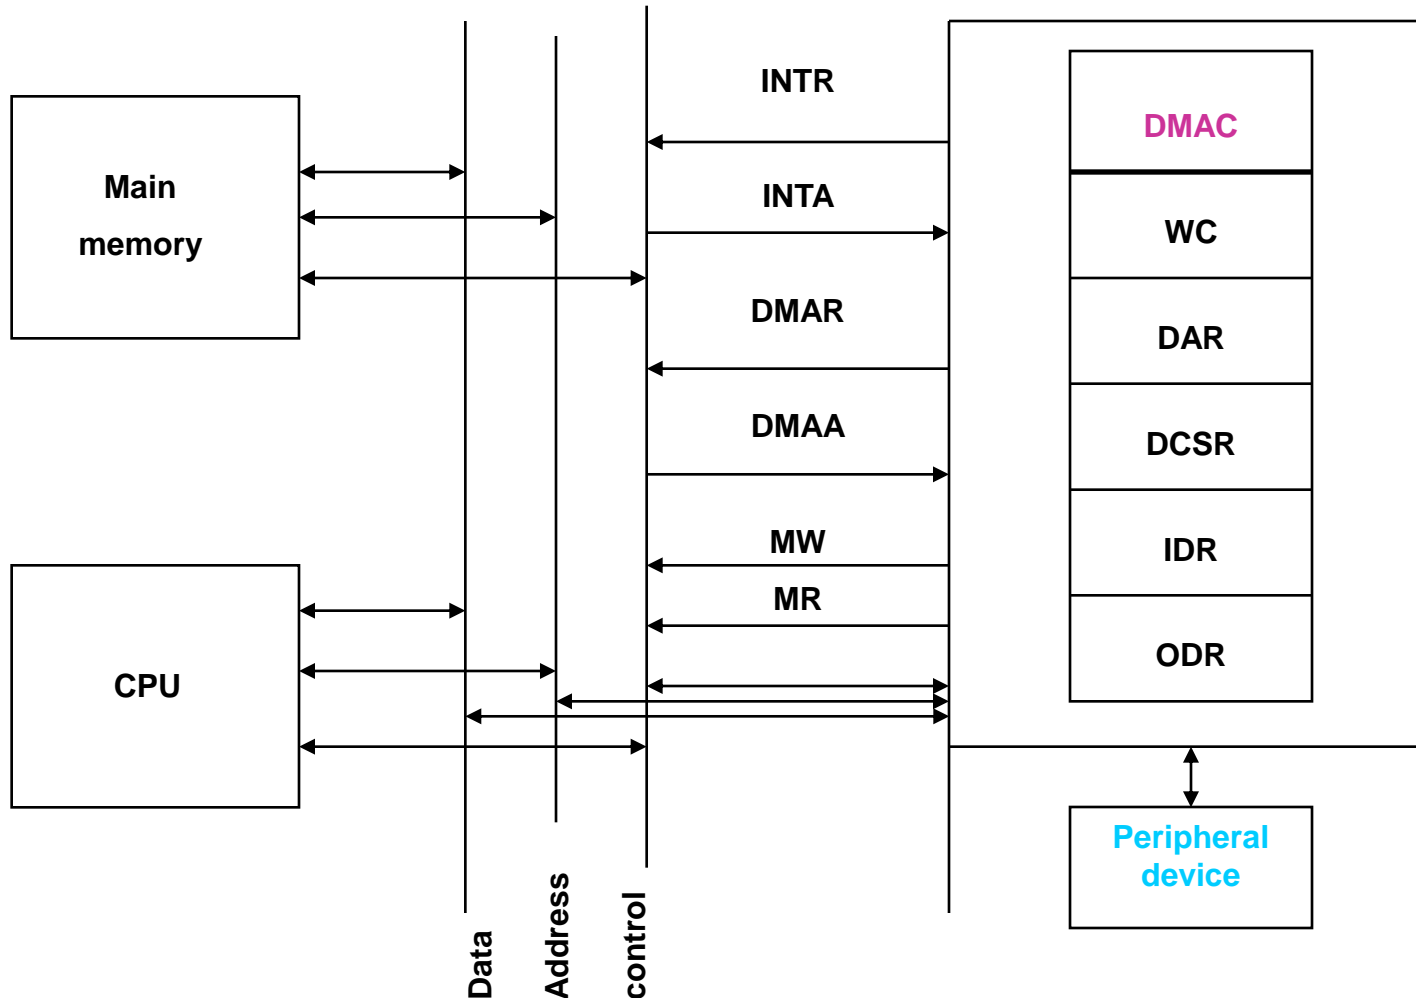 INTR
DMAC
Main
memory
INTA
WC
DMAR
DAR
DMAA
DCSR
MW
IDR
MR
CPU
ODR
Peripheral
device
Data
Address
control